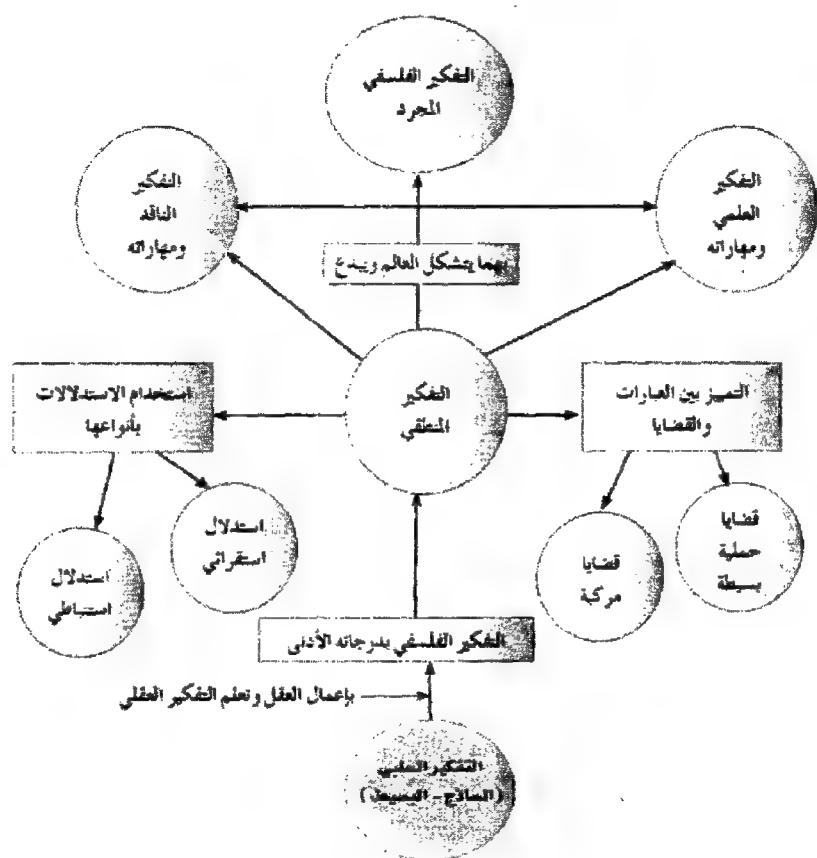 التفكير الفلسفي
المجرد
التفكير
العلمي
ومهاراته
التفكير
الناقد
ومهاراته
بهما يتشكل العالم ويبدع
التفكير
المنطقي
التميز بين العبارات
والقضايا
استخدام الاستدلالات
بأنواعها
قضايا
حملية
بسيطة
قضايا
مركبة
استدلال
استقرائي
استدلال
استنباطي
التفكير الفلسفي بدرجاته الأدنى
بإعمال العقل وتعلم التفكير العقلي
التفكير
(الساذج - البسيط)